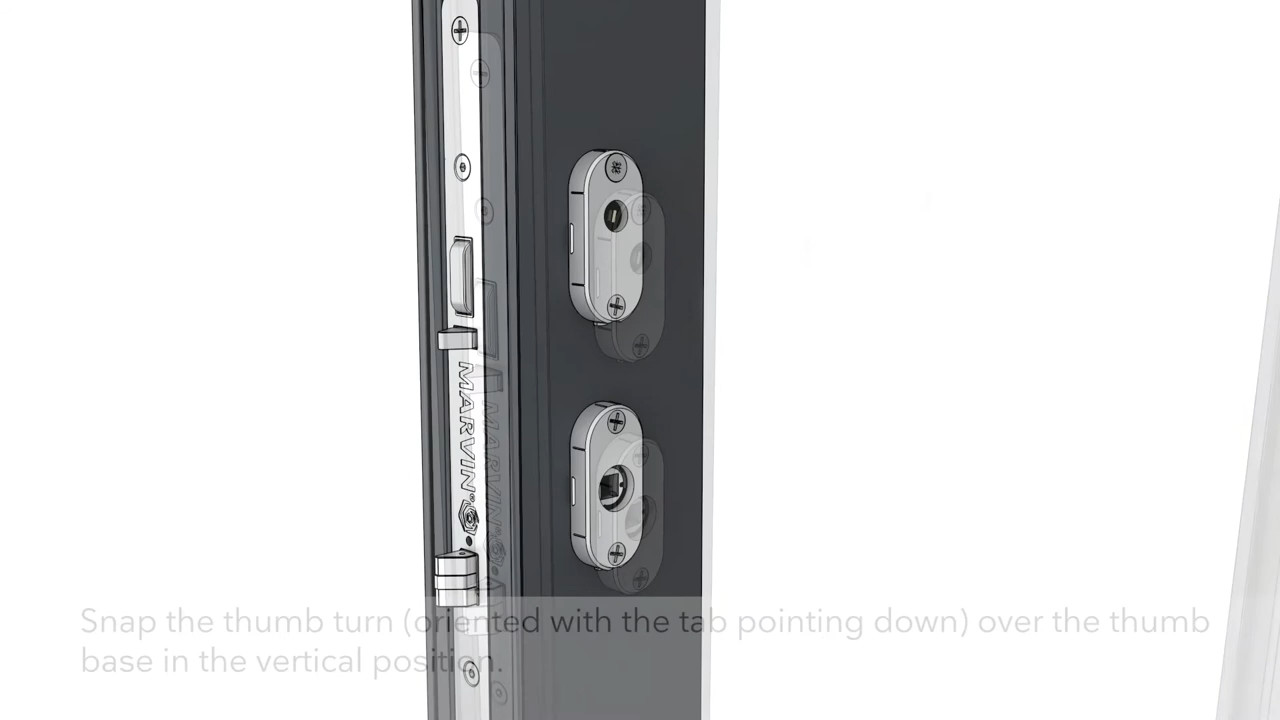 MARVIN®
MARVIN®
Snap the thumb turn (oriented with the tab pointing down) over the thumb
base in the vertical position.